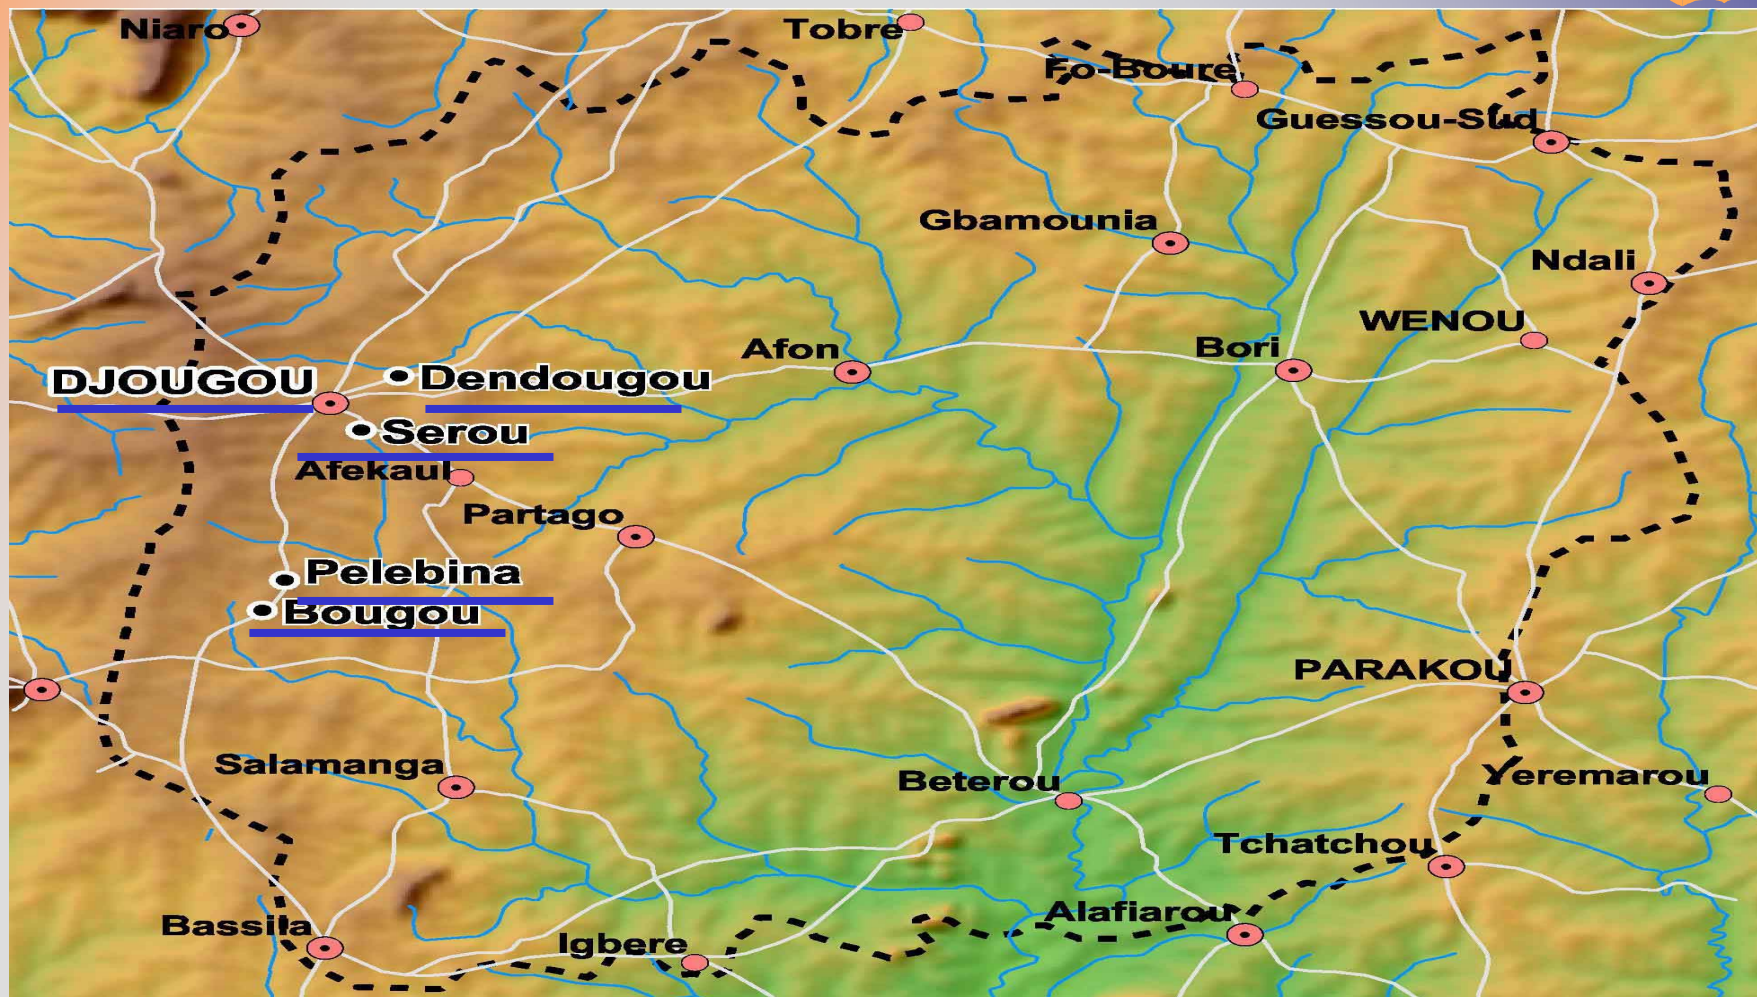 Niaro
Tobre
Fo-Boure
Guessou-Sud
Gbamounia
Ndali
WENOU
Bori
Afon
DJOUGOU
Dendougou
Serou
Afekaul
Partago
Pelebina
Bougou
PARAKOU
Salamanga
Beterou
Yeremarou
Tchatchou
Alafiarou
Bassila
Igbere